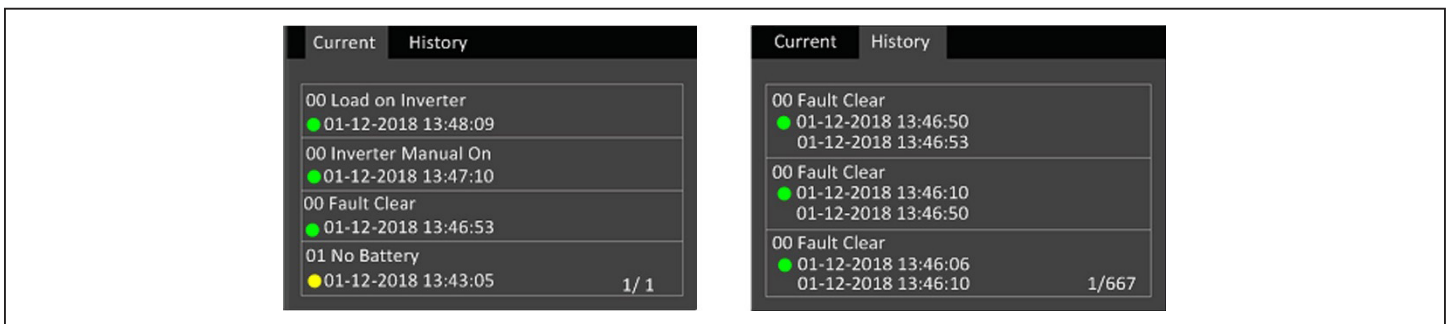 Current History
00 Load on Inverter
01-12-2018 13:48:09
00 Inverter Manual On
01-12-2018 13:47:10
00 Fault Clear
01-12-2018 13:46:53
01 No Battery
01-12-2018 13:43:05 1/ 1
Current History
00 Fault Clear
01-12-2018 13:46:50
01-12-2018 13:46:53
00 Fault Clear
01-12-2018 13:46:10
01-12-2018 13:46:50
00 Fault Clear
01-12-2018 13:46:06
01-12-2018 13:46:10 1/667